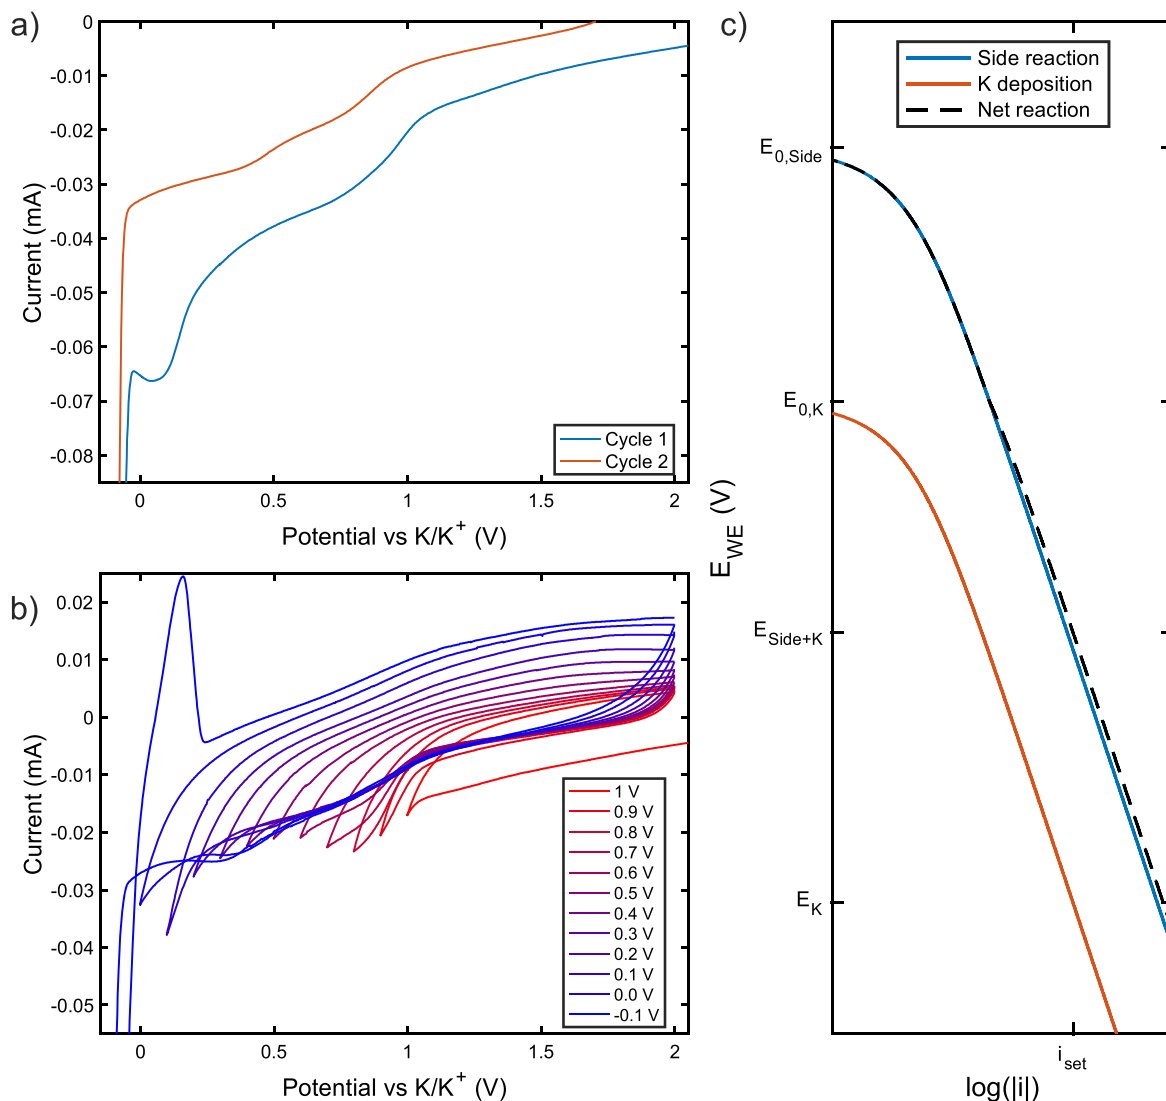 a)
0
-0.01
-0.02
-0.03
-0.04
-0.05
-0.06
-0.07
-0.08
Current (mA)
Cycle 1
Cycle 2
0
0.5
1
1.5
2
Potential vs K/K+ (V)
b)
0.02
0.01
0
-0.01
-0.02
-0.03
-0.04
-0.05
Current (mA)
1 V
0.9 V
0.8 V
0.7 V
0.6 V
0.5 V
0.4 V
0.3 V
0.2 V
0.1 V
0.0 V
-0.1 V
0
0.5
1
1.5
2
Potential vs K/K+ (V)
c)
Side reaction
K deposition
Net reaction
E0,Side
E0,K
ESide+K
EK
EWE (V)
iset
log(|i|)